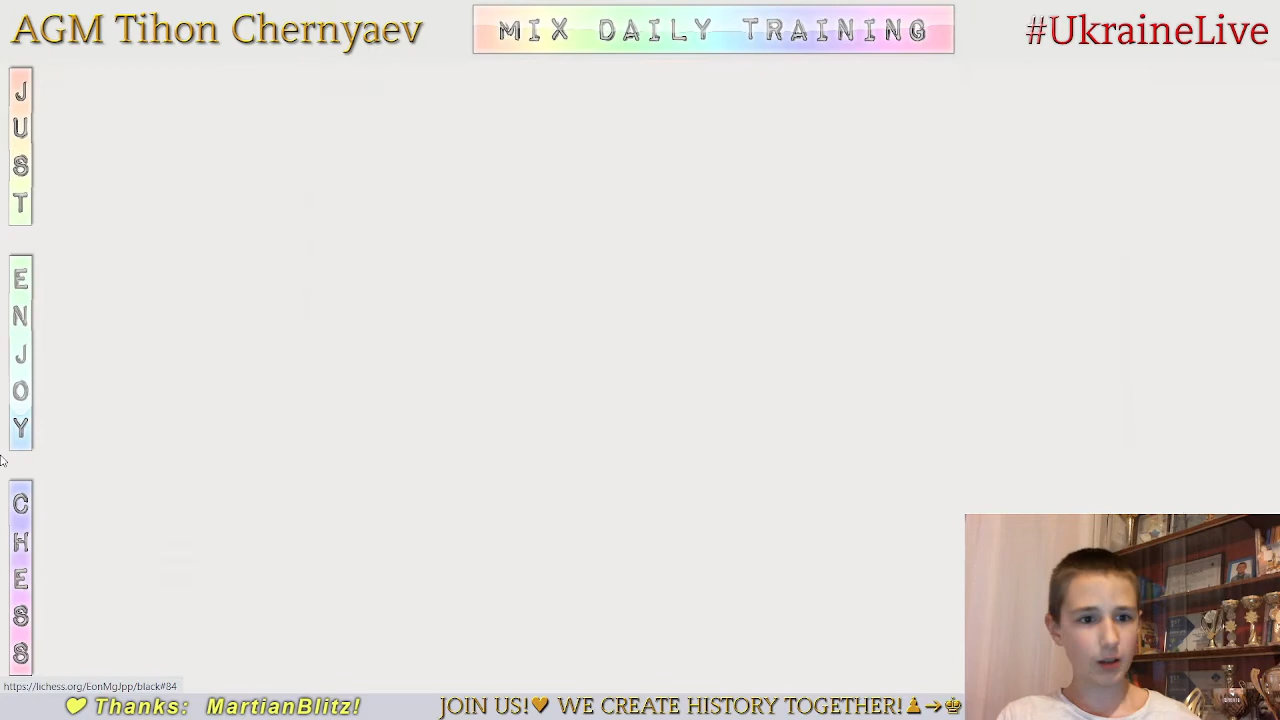 AGM Tihon Chernyaev
MIX DAILY TRAINING
#UkraineLive
JUST
ENJOY
CHESS
https://lichess.org/EonMgJpp/black#84
Thanks: MartianBlitz!
JOIN US!♥ WE CREATE HISTORY TOGETHER!♟→♚